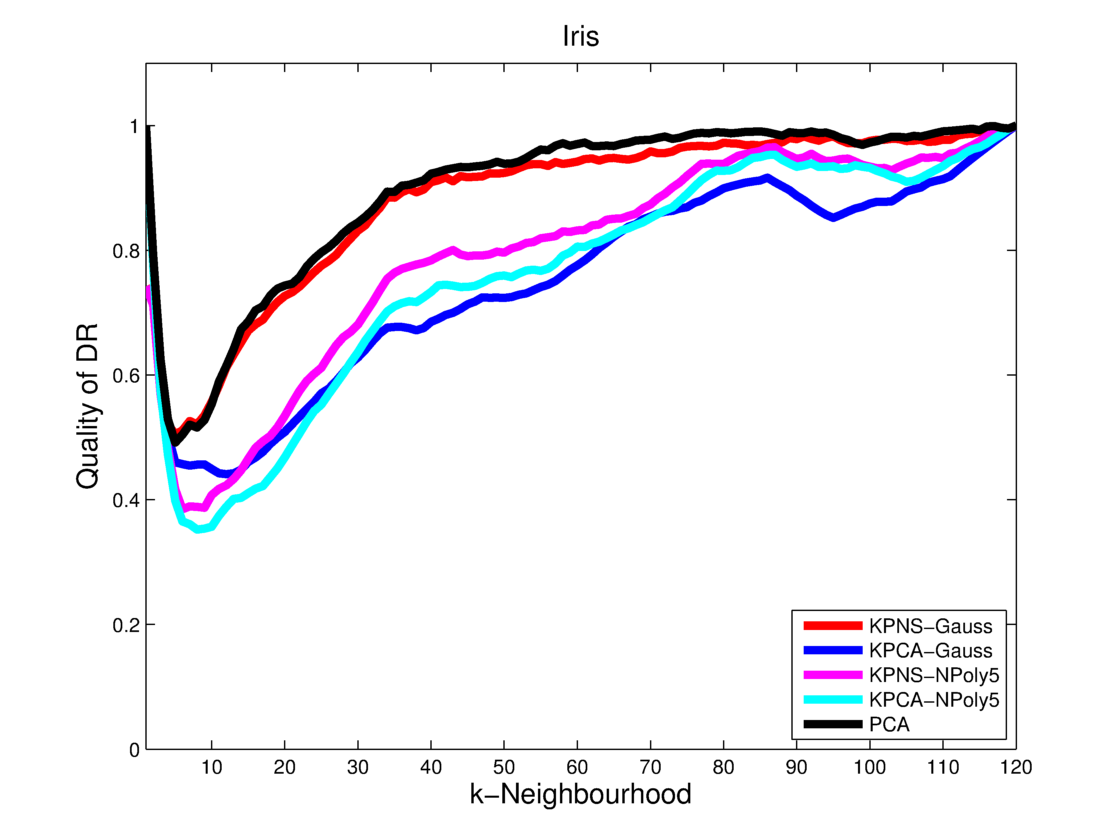 Iris
Quality of DR
1
0.8
0.6
0.4
0.2
0
10 20 30 40 50 60 70 80 90 100 110 120
k−Neighbourhood
KPNS−Gauss
KPCA−Gauss
KPNS−NPoly5
KPCA−NPoly5
PCA